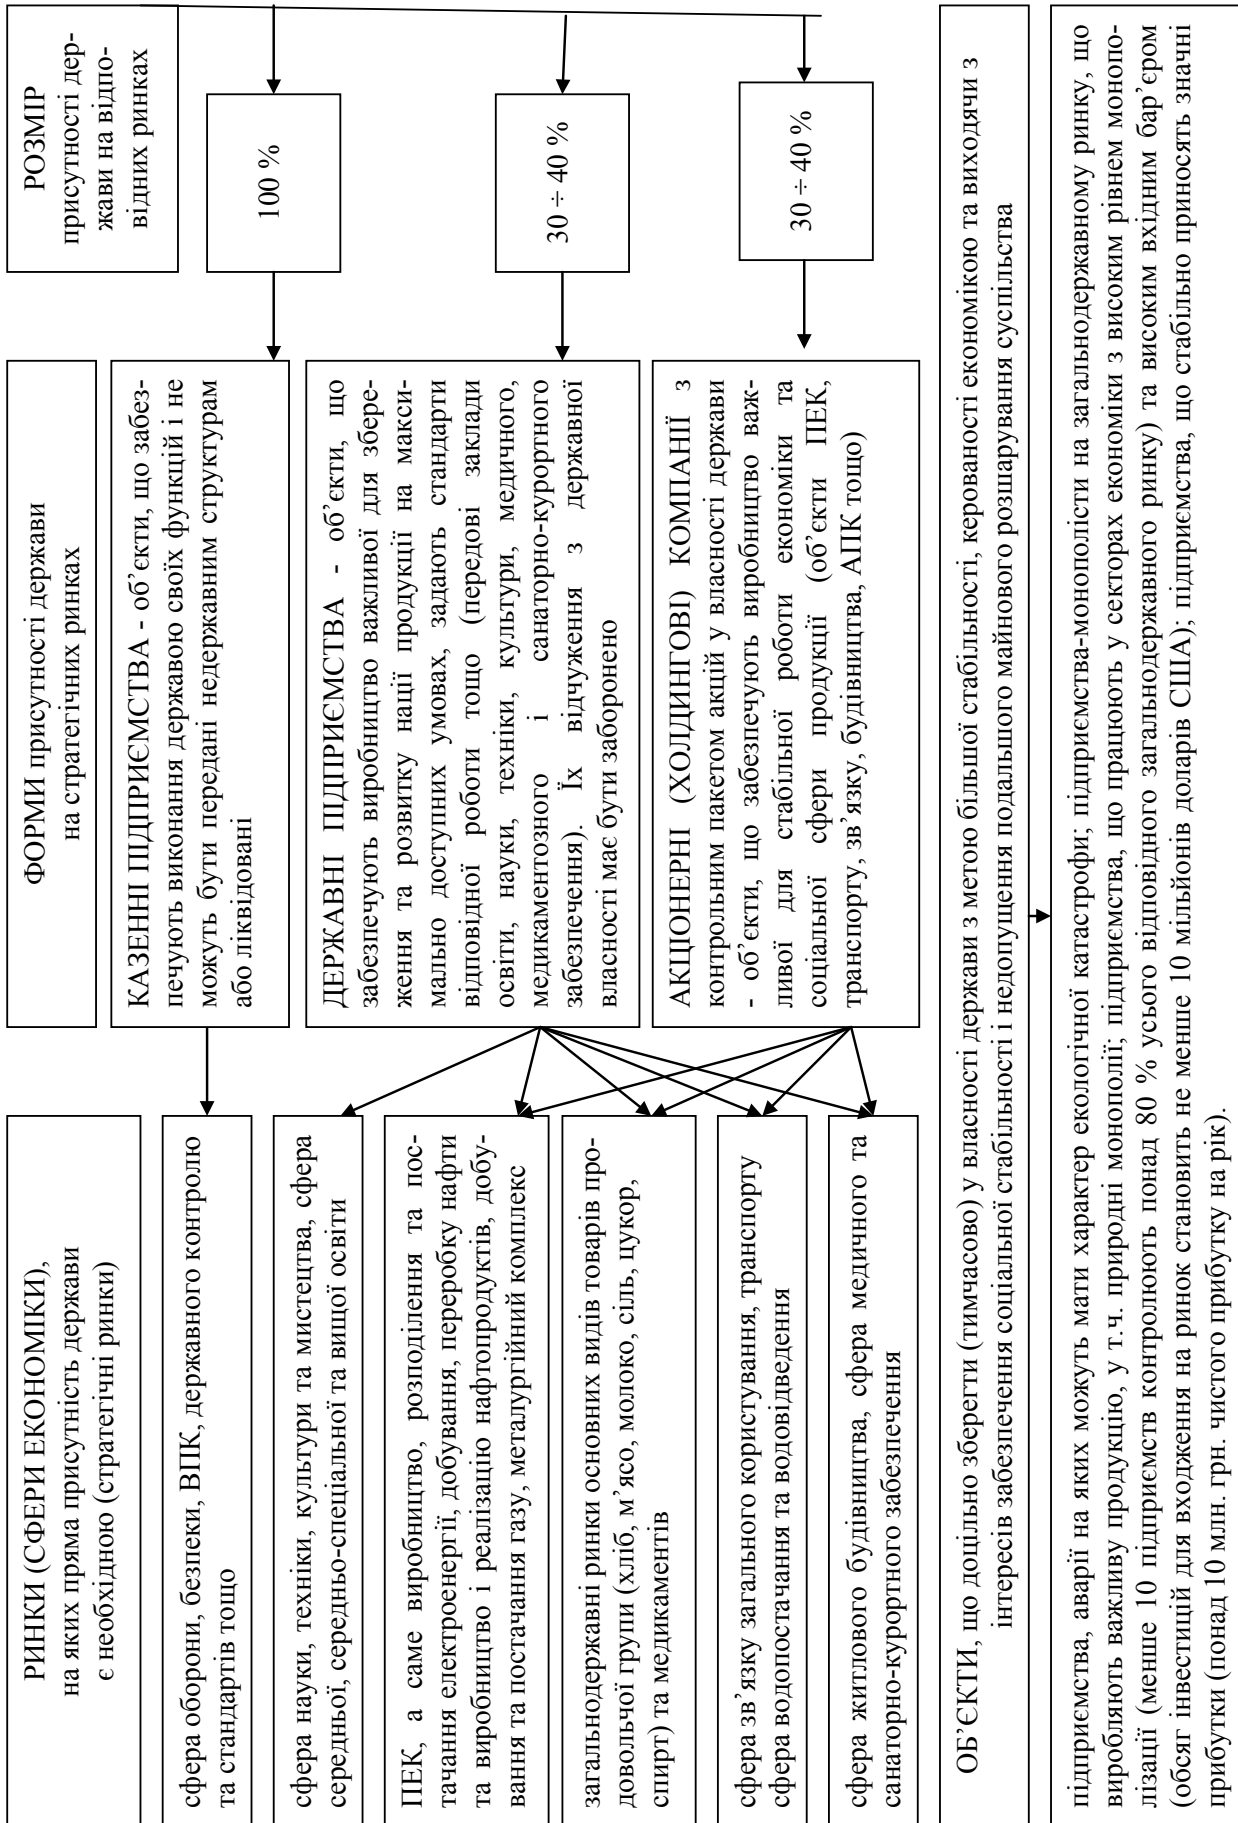 РИНКИ (СФЕРИ ЕКОНОМІКИ),
на яких пряма присутність держави
є необхідною (стратегічні ринки)
сфера оборони, безпеки, ВПК, державного контролю
та стандартів тощо
сфера науки, техніки, культури та мистецтва, сфера
середньої, середньо-спеціальної та вищої освіти
ПЕК, а саме виробництво, розподілення та пос-
тачання електроенергії, добування, переробку нафти
та виробництво і реалізацію нафтопродуктів, добу-
вання та постачання газу, металургійний комплекс
загальнодержавні ринки основних видів товарів про-
довольчої групи (хліб, м’ясо, молоко, сіль, цукор,
спирт) та медикаментів
сфера зв’язку загального користування, транспорту
сфера водопостачання та водовідведення
сфера житлового будівництва, сфера медичного та
санаторно-курортного забезпечення
ФОРМИ присутності держави
на стратегічних ринках
КАЗЕННІ ПІДПРИЄМСТВА - об’єкти, що забез-
печують виконання державою своїх функцій і не
можуть бути передані недержавним структурам
або ліквідовані
ДЕРЖАВНІ ПІДПРИЄМСТВА - об’єкти, що
забезпечують виробництво важливої для збере-
ження та розвитку нації продукції на макси-
мально доступних умовах, задають стандарти
відповідної роботи тощо (передові заклади
освіти, науки, техніки, культури, медичного,
медикаментозного і санаторно-курортного
забезпечення). Їх відчуження з державної
власності має бути заборонено
АКЦІОНЕРНІ (ХОЛДИНГОВІ) КОМПАНІЇ з
контрольним пакетом акцій у власності держави
- об’єкти, що забезпечують виробництво важ-
ливої для стабільної роботи економіки та
соціальної сфери продукції (об’єкти ПЕК,
транспорту, зв’язку, будівництва, АПК тощо)
РОЗМІР
присутності дер-
жави на відпо-
відних ринках
100 %
30 ÷ 40 %
30 ÷ 40 %
ОБ’ЄКТИ, що доцільно зберегти (тимчасово) у власності держави з метою більшої стабільності, керованості економікою та виходячи з
інтересів забезпечення соціальної стабільності і недопущення подальшого майнового розшарування суспільства
підприємства, аварії на яких можуть мати характер екологічної катастрофи; підприємства-монополісти на загальнодержавному ринку, що
виробляють важливу продукцію, у т.ч. природні монополії; підприємства, що працюють у секторах економіки з високим рівнем монопо-
лізації (менше 10 підприємств контролюють понад 80 % усього відповідного загальнодержавного ринку) та високим вхідним бар’єром
(обсяг інвестицій для входження на ринок становить не менше 10 мільйонів доларів США); підприємства, що стабільно приносять значні
прибутки (понад 10 млн. грн. чистого прибутку на рік).